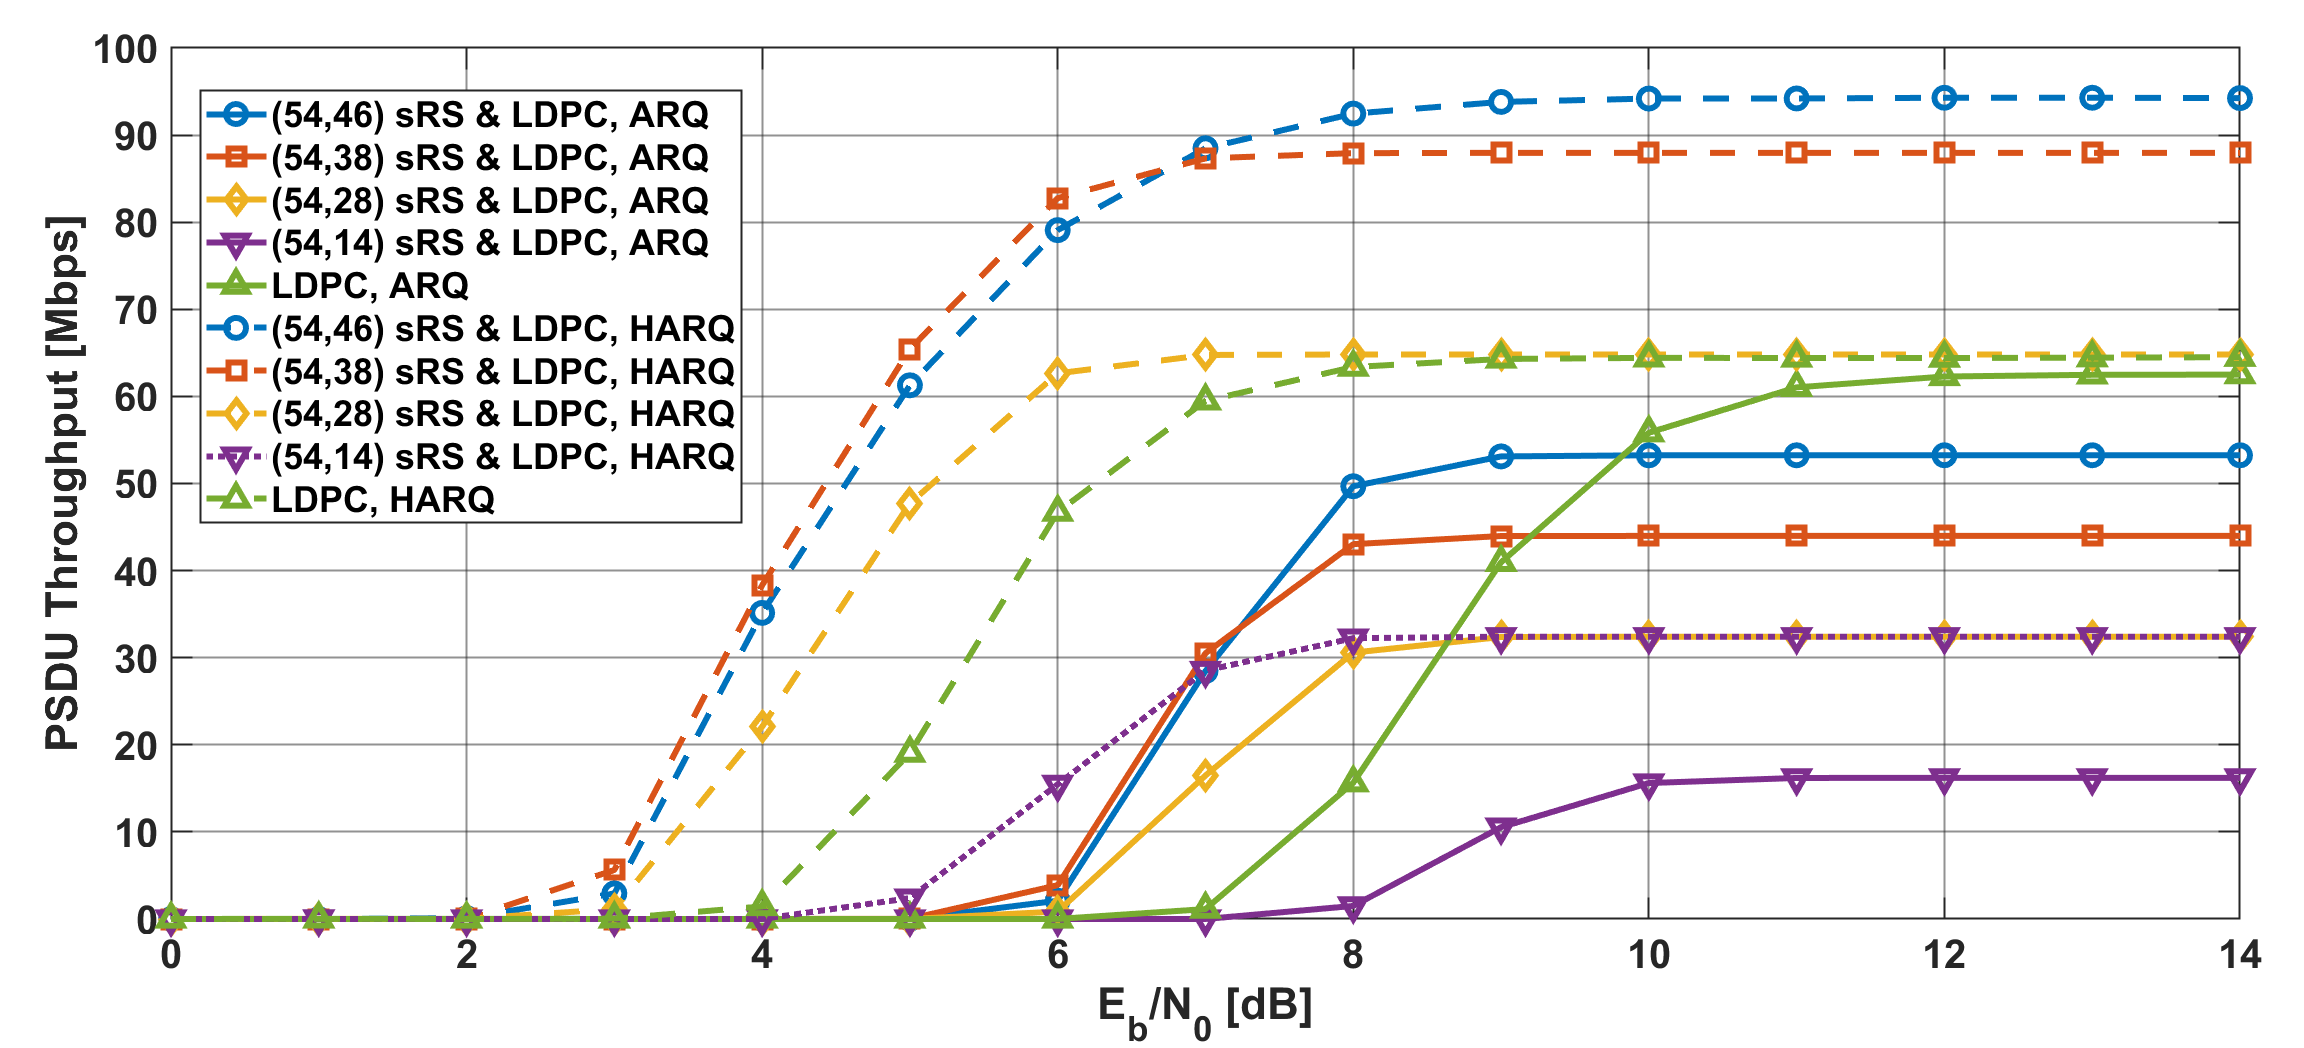 100
90
80
70
60
50
40
30
20
10
0
PSDU Throughput [Mbps]
(54,46) sRS & LDPC, ARQ
(54,38) sRS & LDPC, ARQ
(54,28) sRS & LDPC, ARQ
(54,14) sRS & LDPC, ARQ
LDPC, ARQ
(54,46) sRS & LDPC, HARQ
(54,38) sRS & LDPC, HARQ
(54,28) sRS & LDPC, HARQ
(54,14) sRS & LDPC, HARQ
LDPC, HARQ
0 2 4 6 8 10 12 14
E_b/N_0 [dB]